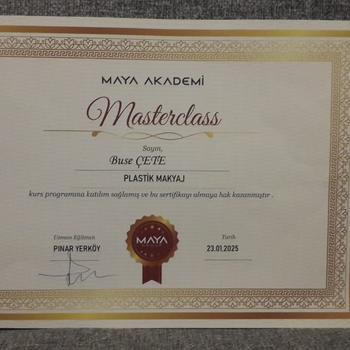 MAYA AKADEMİ
Masterclass
Sayın,
Buse ÇETE
PLASTİK MAKYAJ
kurs programına katılım sağlamış ve bu sertifikayı almaya hak kazanmıştır .
Uzman Eğitmen
PINAR YERKÖY
MAYA
Tarih
23.01.2025